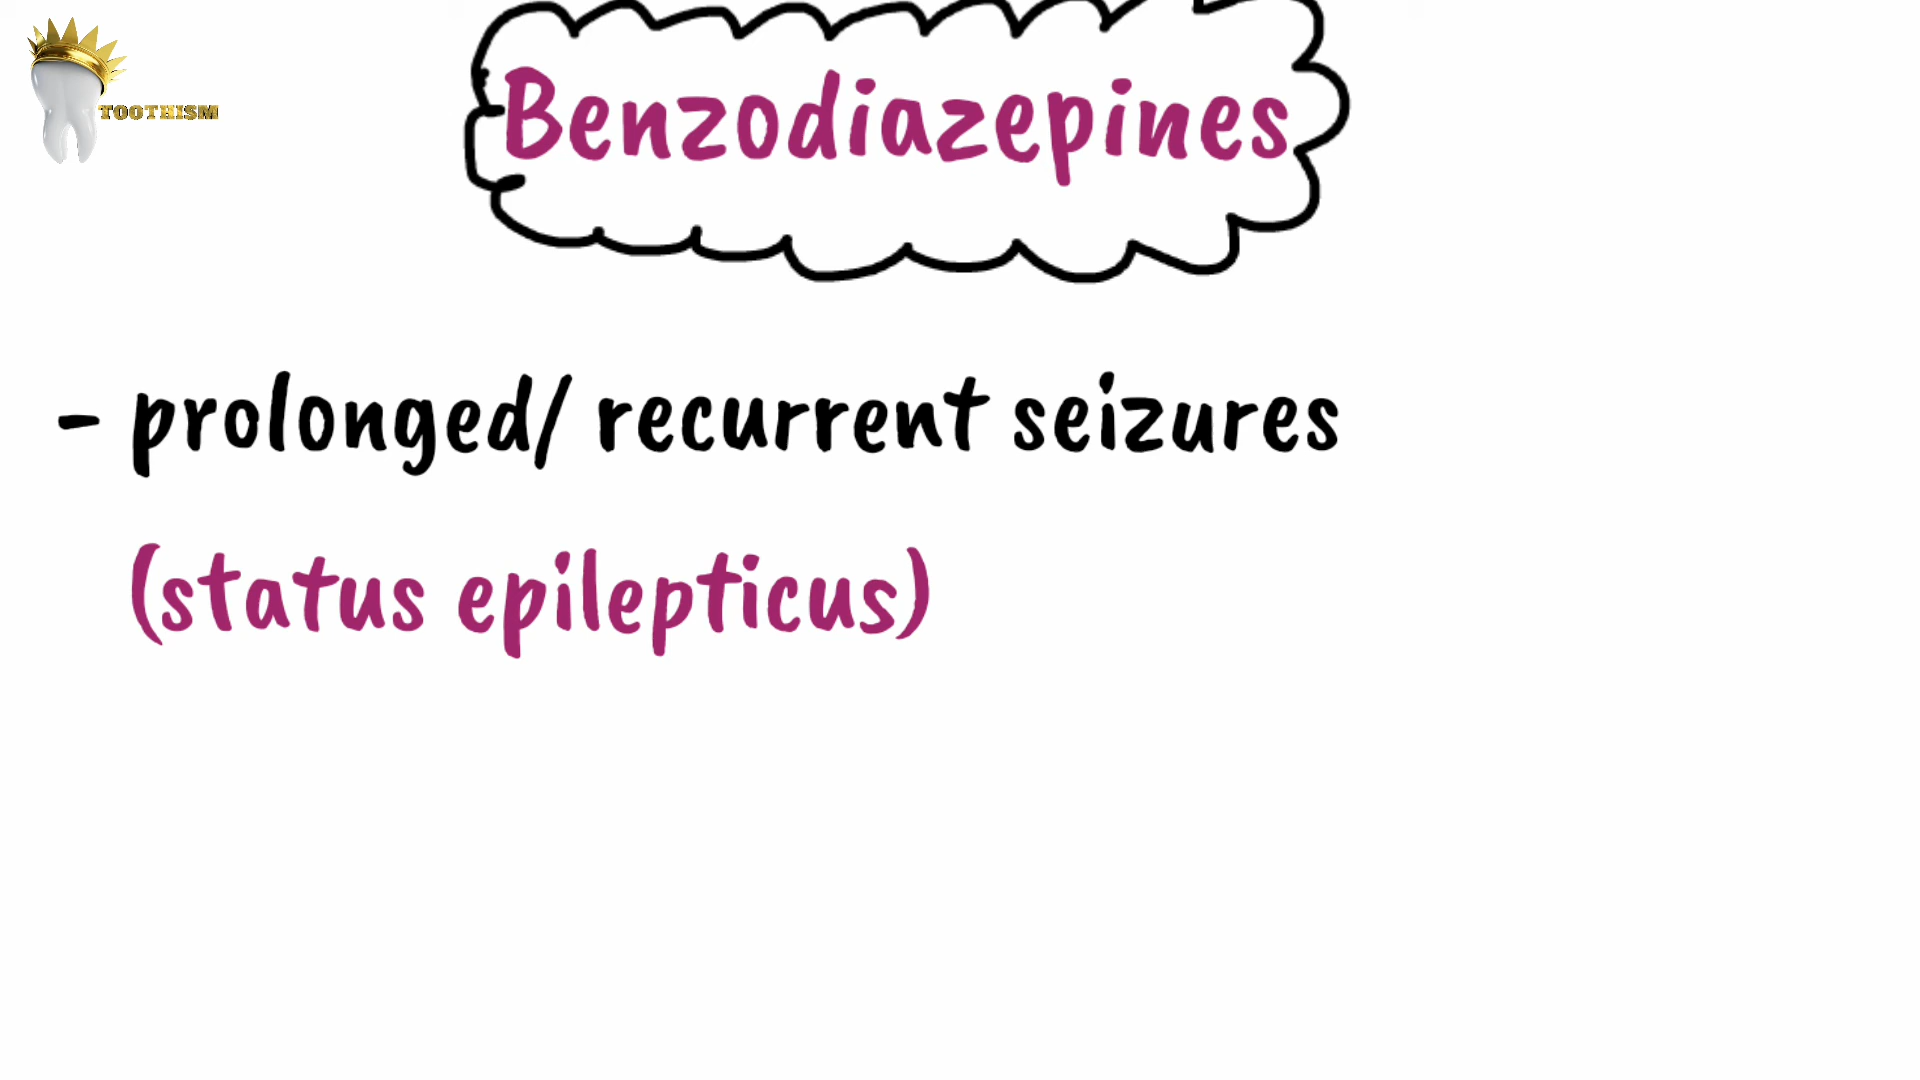 TOOTHISM
Benzodiazepines
- prolonged/ recurrent seizures
(status epilepticus)